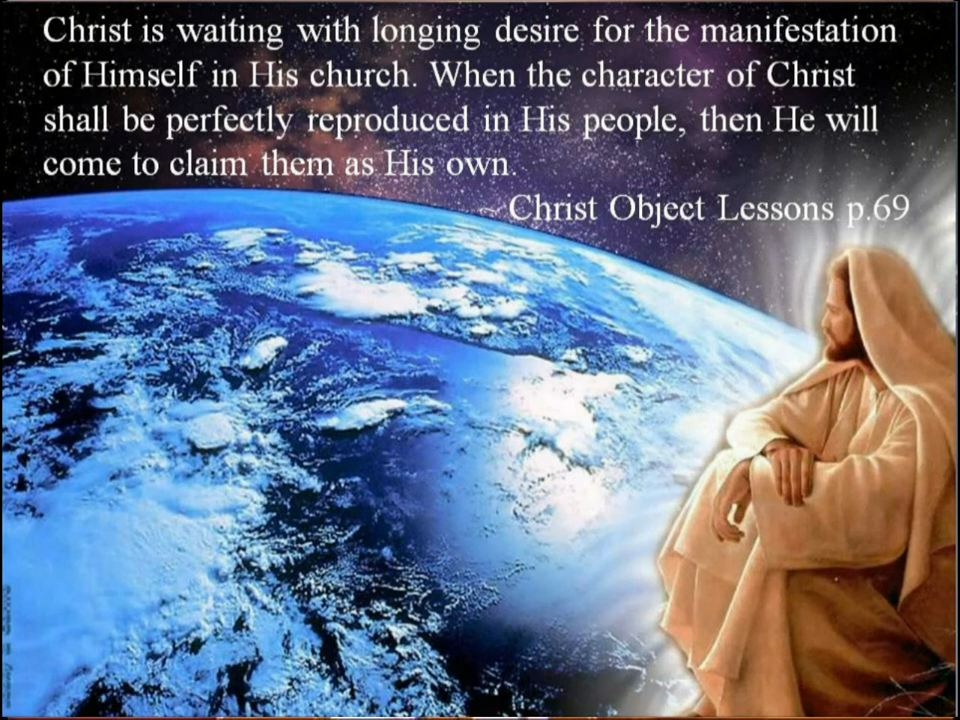 Christ is waiting with longing desire for the manifestation
of Himself in His church. When the character of Christ
shall be perfectly reproduced in His people, then He will
come to claim them as His own.
~ Christ Object Lessons p.69